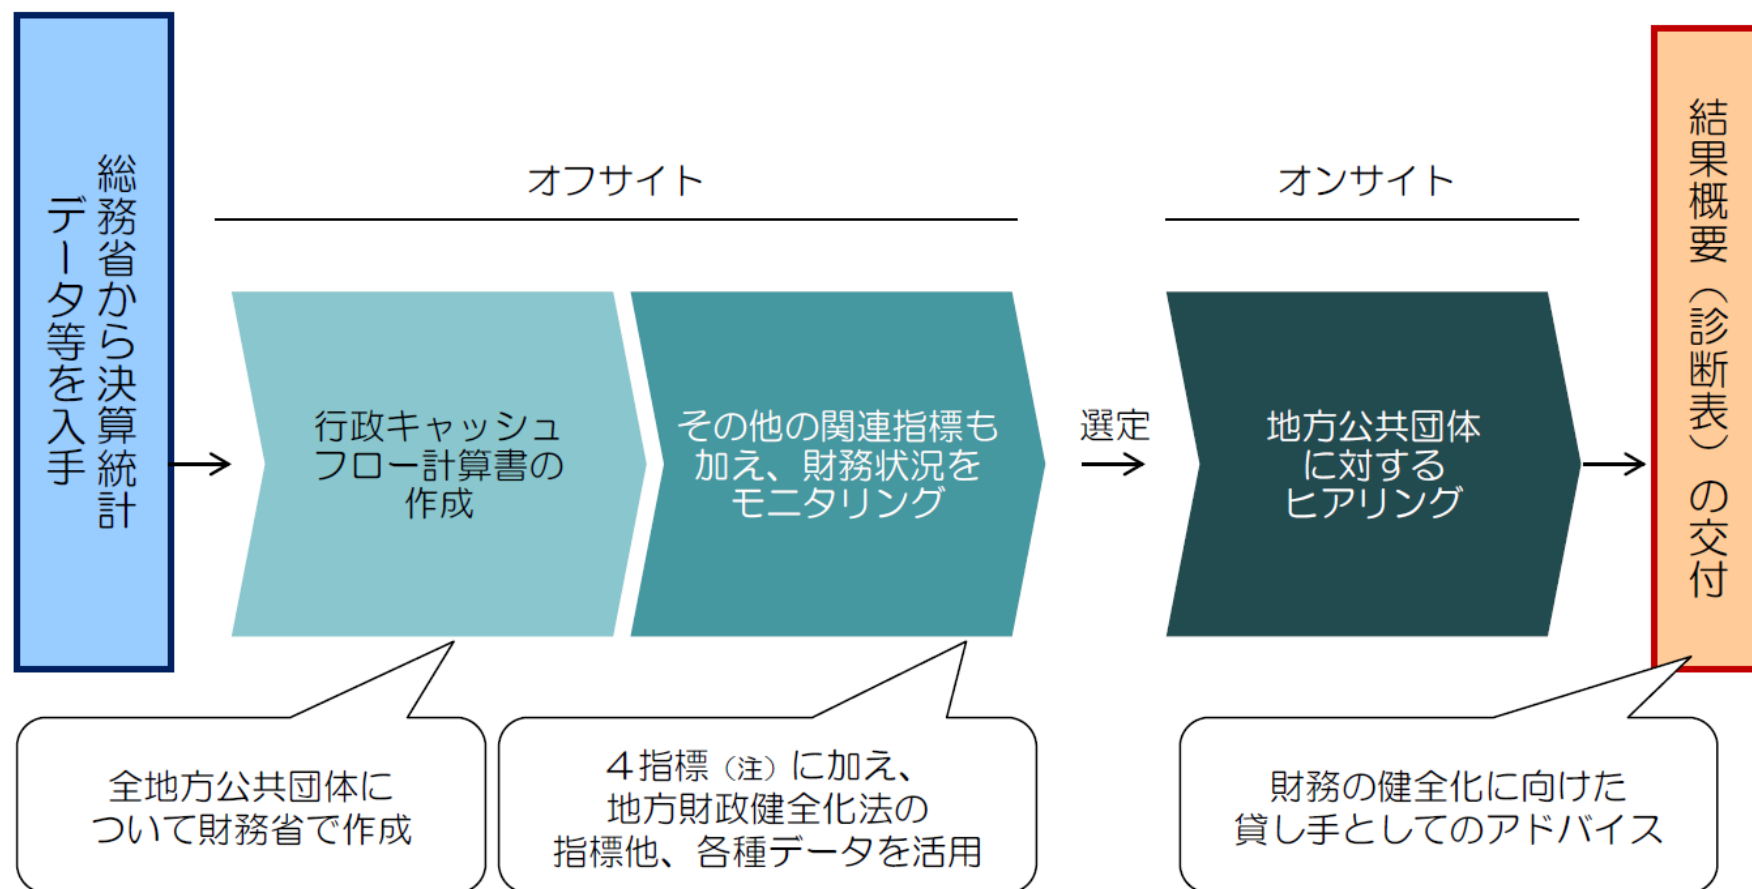 総務省から決算統計
データ等を入手
オフサイト
オンサイト
行政キャッシュ
フロー計算書の
作成
その他の関連指標も
加え、財務状況を
モニタリング
選定
地方公共団体
に対する
ヒアリング
結果概要（診断表）の交付
全地方公共団体に
ついて財務省で作成
４指標（注）に加え、
地方財政健全化法の
指標他、各種データを活用
財務の健全化に向けた
貸し手としてのアドバイス